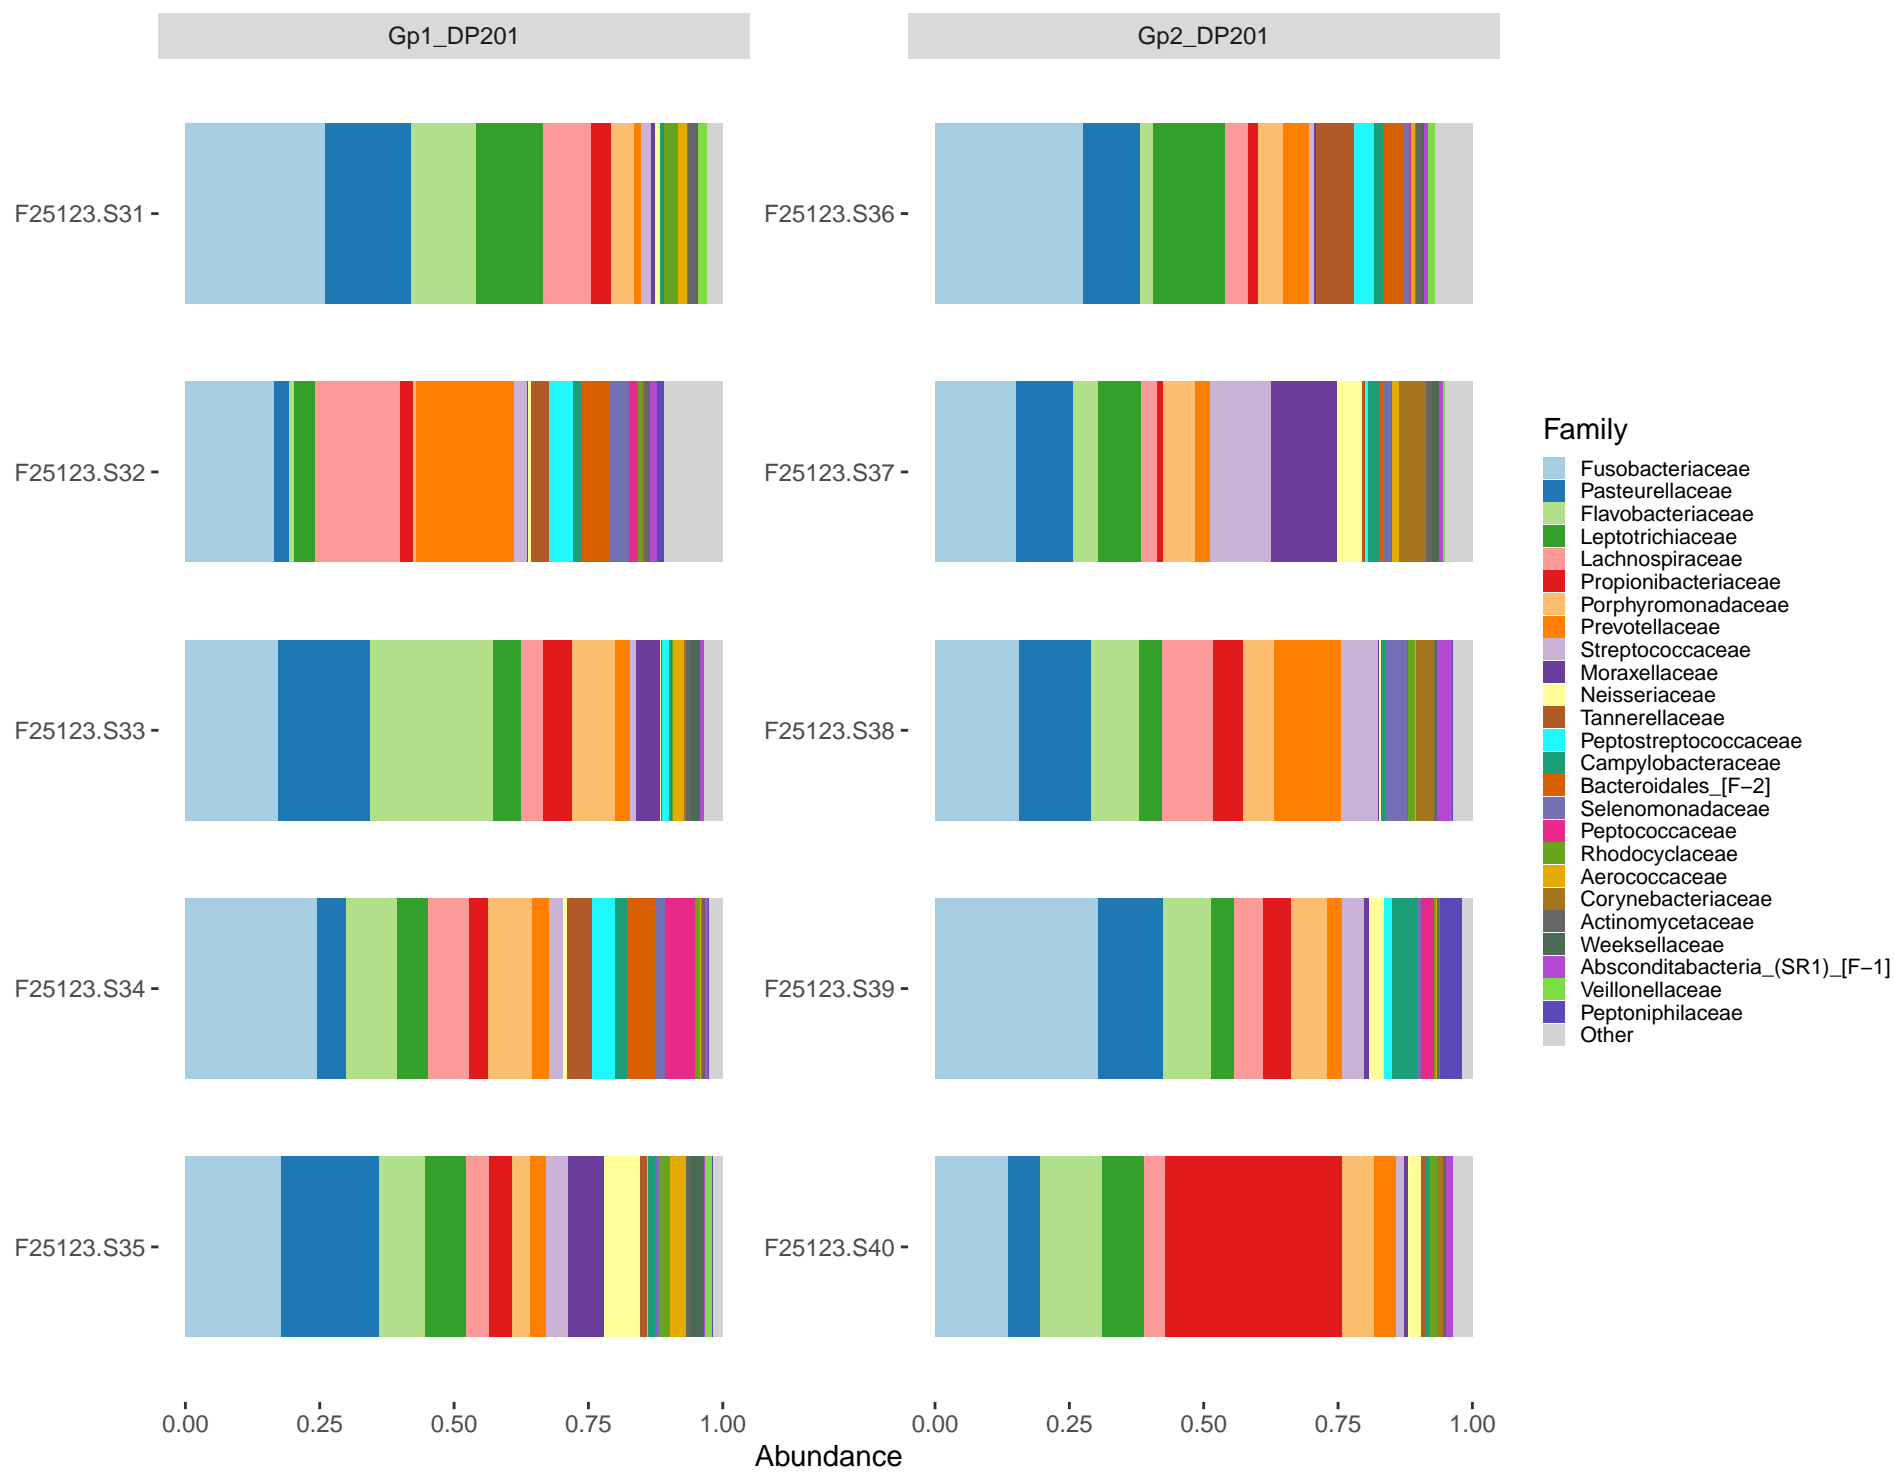 Gp1_DP201
Gp2_DP201
F25123.S31
F25123.S36
F25123.S32
F25123.S37
F25123.S33
F25123.S38
F25123.S34
F25123.S39
F25123.S35
F25123.S40
0.00 0.25 0.50 0.75 1.00
0.00 0.25 0.50 0.75 1.00
Abundance
Family
Fusobacteriaceae
Pasteurellaceae
Flavobacteriaceae
Leptotrichiaceae
Lachnospiraceae
Propionibacteriaceae
Porphyromonadaceae
Prevotellaceae
Streptococcaceae
Moraxellaceae
Neisseriaceae
Tannerellaceae
Peptostreptococcaceae
Campylobacteraceae
Bacteroidales_[F−2]
Selenomonadaceae
Peptococcaceae
Rhodocyclaceae
Aerococcaceae
Corynebacteriaceae
Actinomycetaceae
Weeksellaceae
Absconditabacteria_(SR1)_[F−1]
Veillonellaceae
Peptoniphilaceae
Other